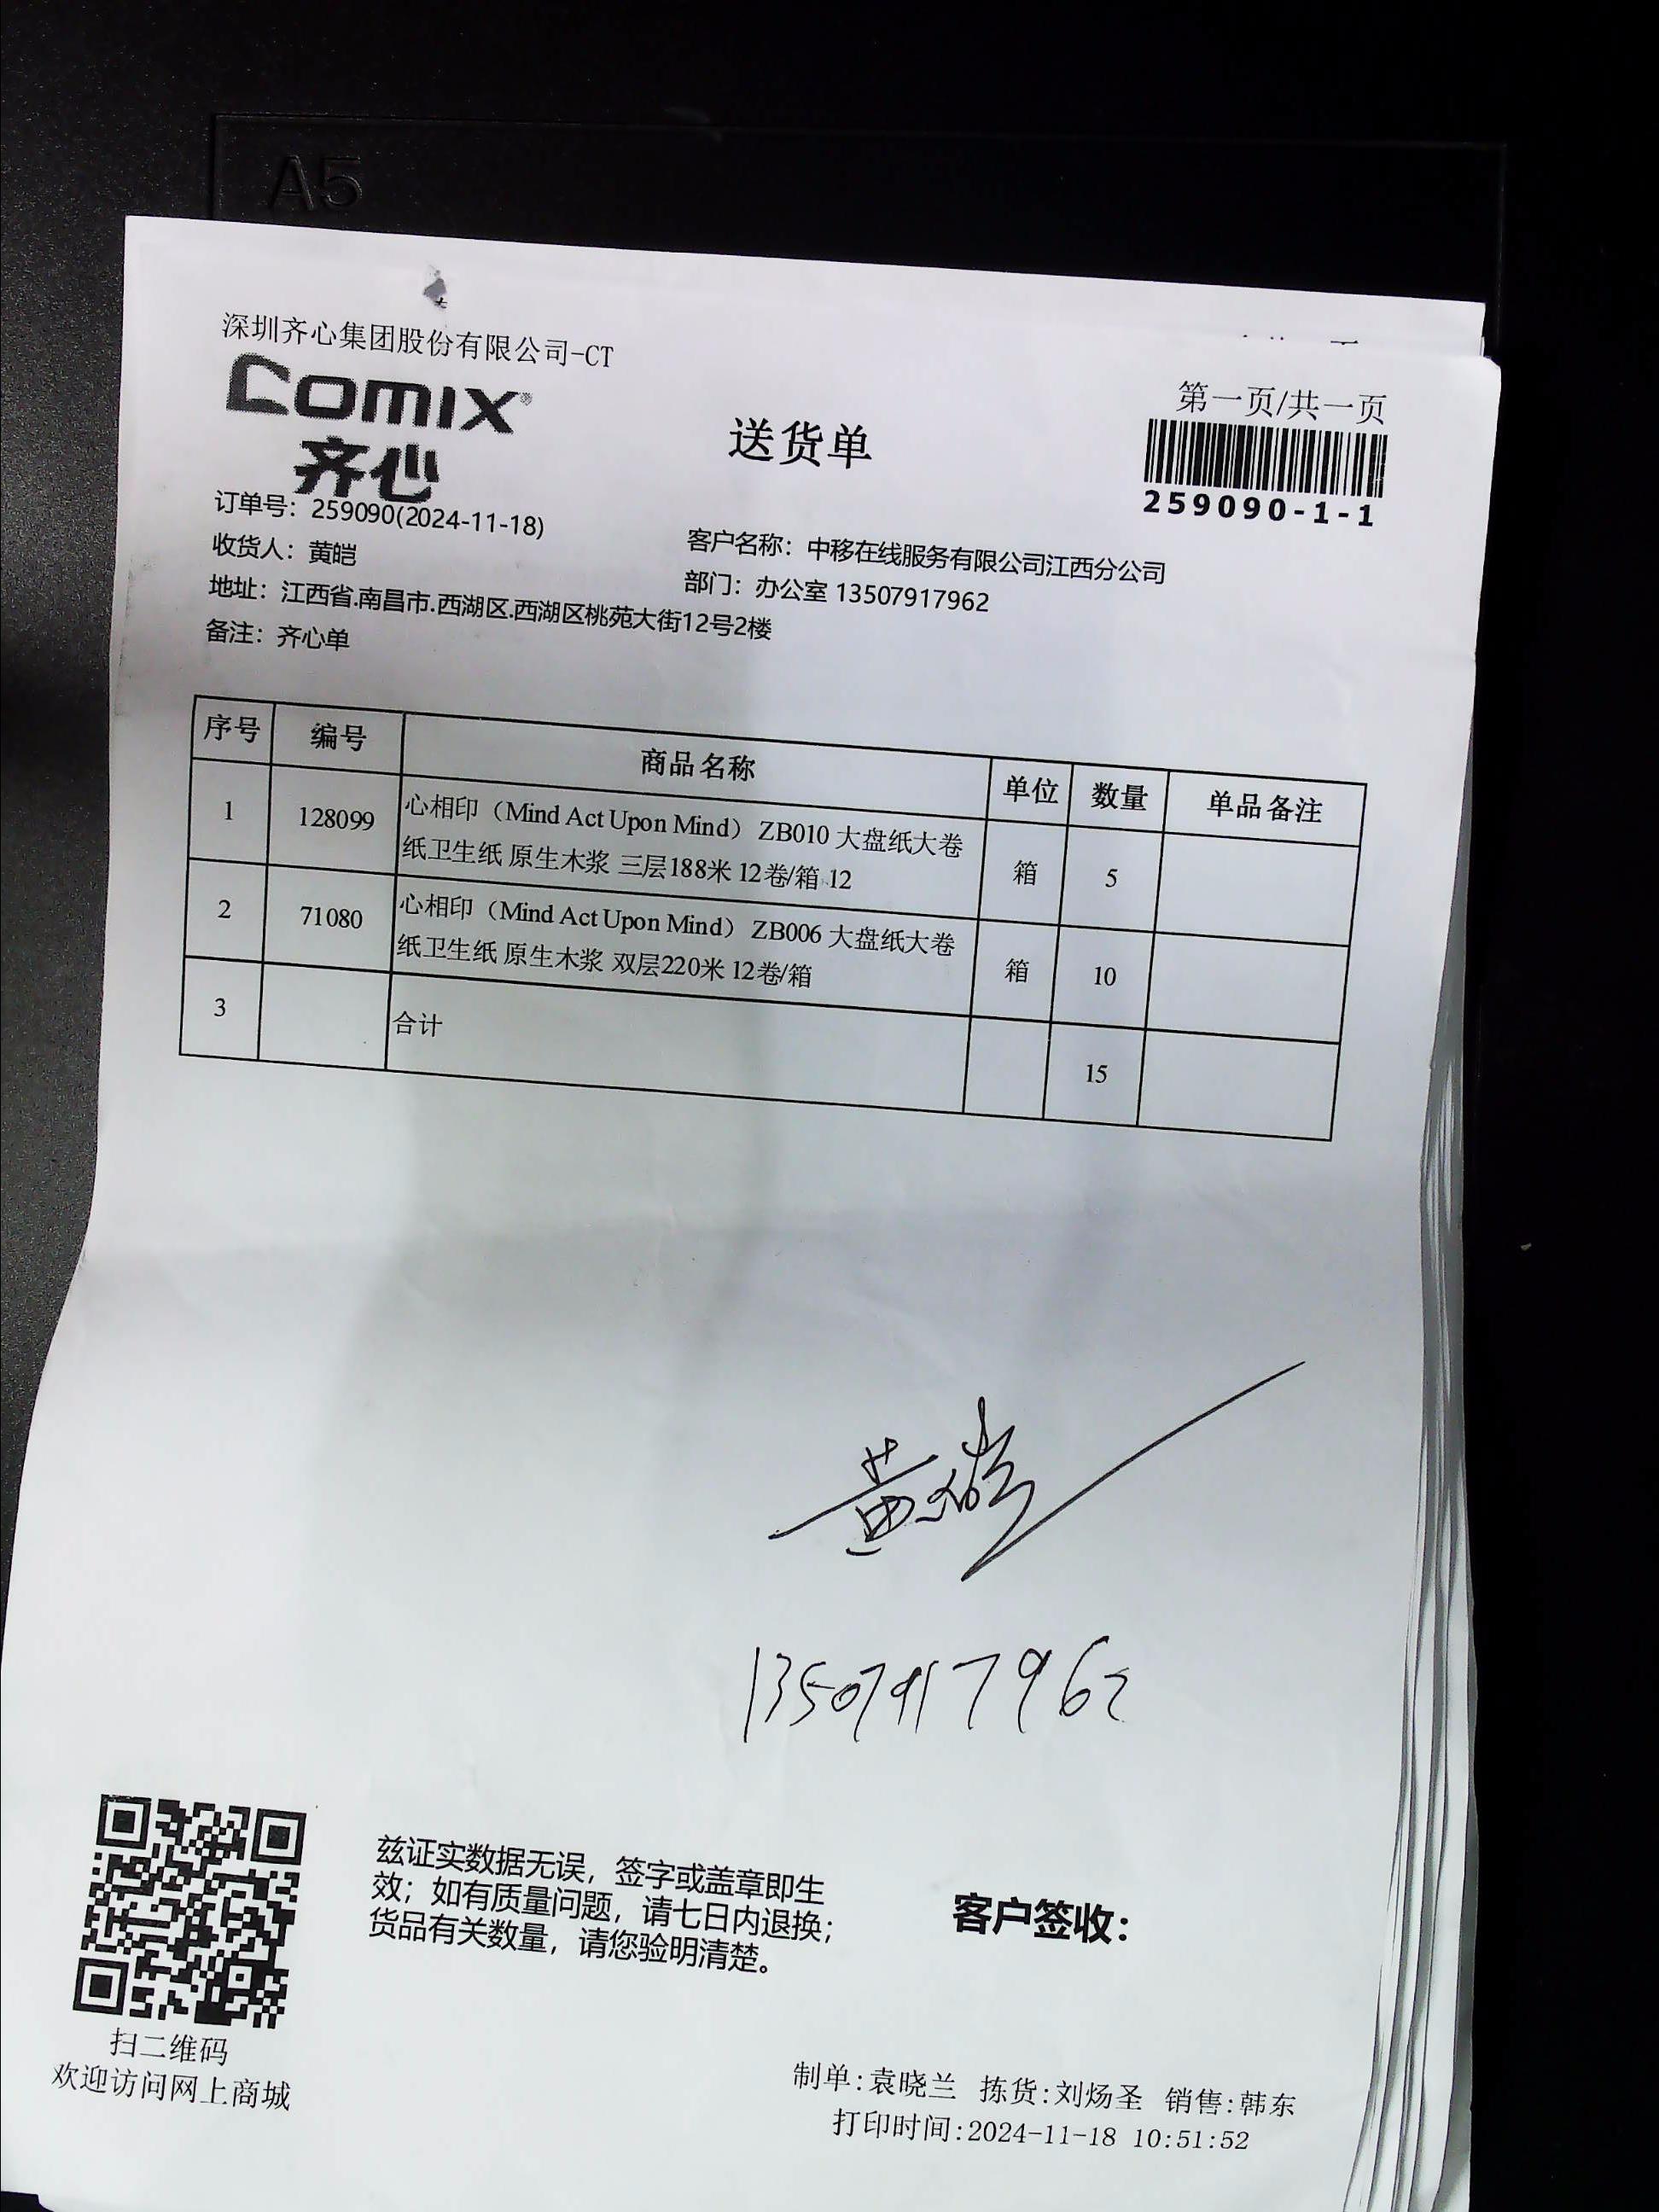 A5
深圳齐心集团股份有限公司-CT
comix®
齐心
送货单
第一页/共一页
259090-1-1
订单号：259090(2024-11-18)
客户名称：中移在线服务有限公司江西分公司
收货人：黄皑
部门：办公室 13507917962
地址：江西省.南昌市.西湖区.西湖区桃苑大街12号2楼
备注：齐心单
序号 编号 商品名称 单位 数量 单品备注
1 128099 心相印（Mind Act Upon Mind）ZB010 大盘纸大卷
纸卫生纸 原生木浆 三层188米 12卷/箱 12 箱 5
2 71080 心相印（Mind Act Upon Mind）ZB006 大盘纸大卷
纸卫生纸 原生木浆 双层220米 12卷/箱 箱 10
3 合计 15
黄皑
13507917962
兹证实数据无误，签字或盖章即生
效；如有质量问题，请七日内退换；
货品有关数量，请您验明清楚。
客户签收：
扫二维码
欢迎访问网上商城
制单:袁晓兰 拣货:刘炀圣 销售:韩东
打印时间:2024-11-18 10:51:52